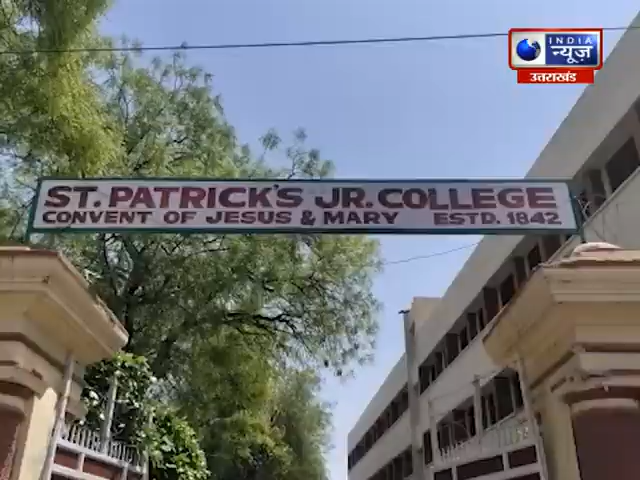 INDIA
न्यूज़
उत्तराखंड
ST. PATRICK'S JR. COLLEGE
CONVENT OF JESUS & MARY ESTD. 1842